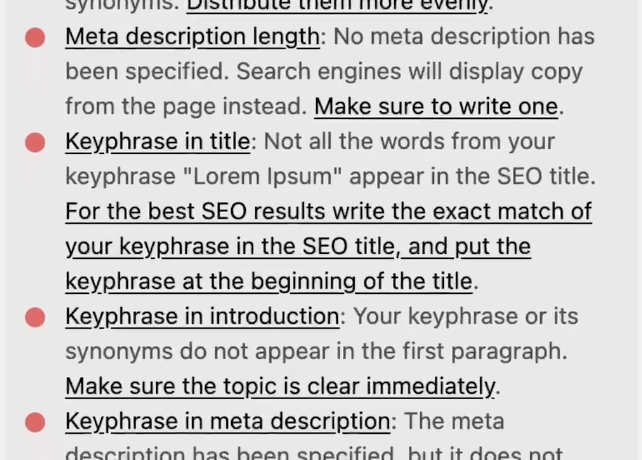 synonyms. Distribute them more evenly.
Meta description length: No meta description has
been specified. Search engines will display copy
from the page instead. Make sure to write one.
Keyphrase in title: Not all the words from your
keyphrase "Lorem Ipsum" appear in the SEO title.
For the best SEO results write the exact match of
your keyphrase in the SEO title, and put the
keyphrase at the beginning of the title.
Keyphrase in introduction: Your keyphrase or its
synonyms do not appear in the first paragraph.
Make sure the topic is clear immediately.
Keyphrase in meta description: The meta
description has been specified, but it does not